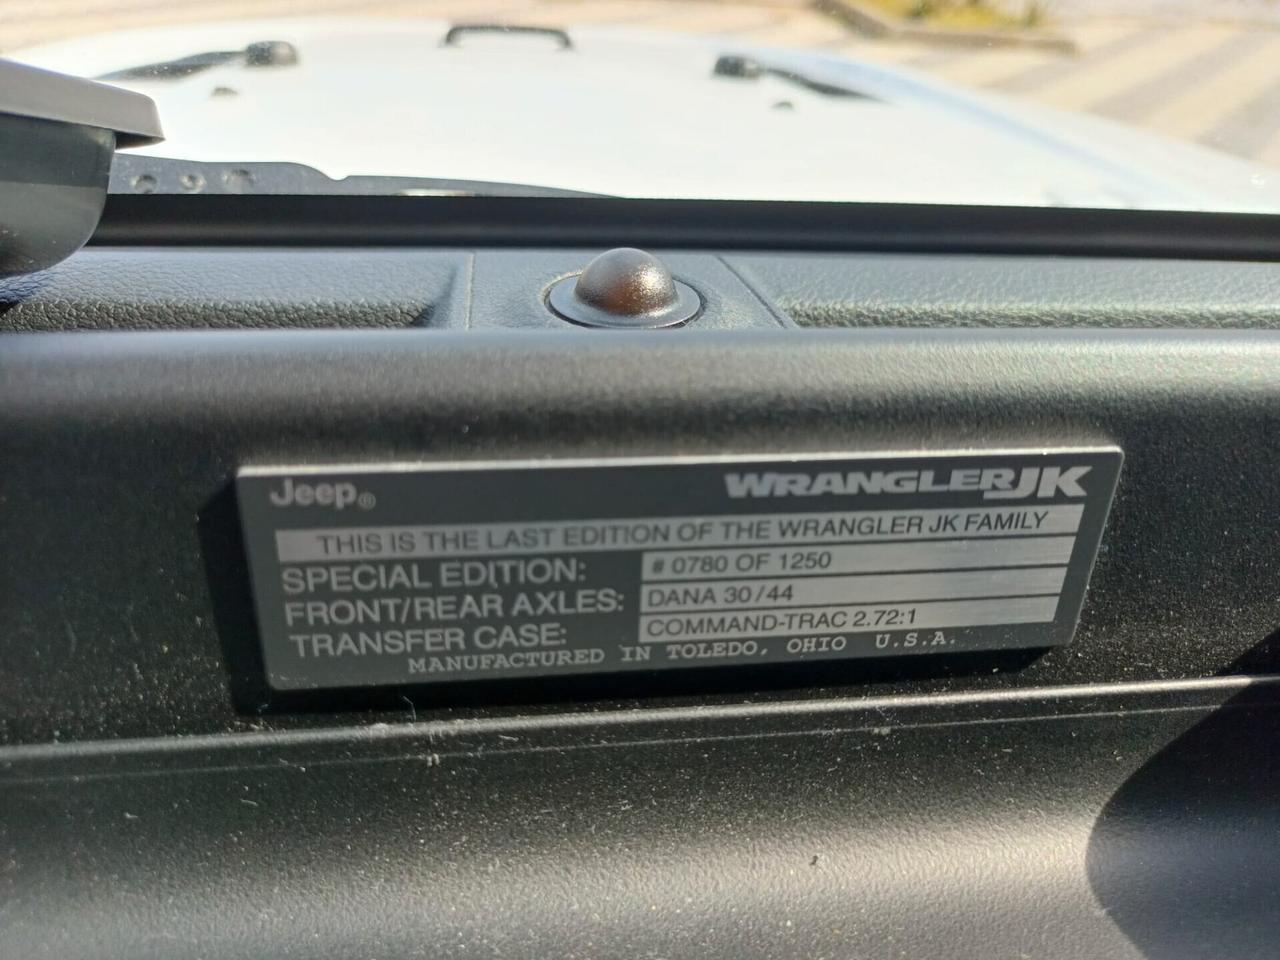 Jeep®
WRANGLER JK
THIS IS THE LAST EDITION OF THE WRANGLER JK FAMILY
SPECIAL EDITION: # 0780 OF 1250
FRONT/REAR AXLES: DANA 30/44
TRANSFER CASE: COMMAND-TRAC 2.72:1
MANUFACTURED IN TOLEDO, OHIO U.S.A.